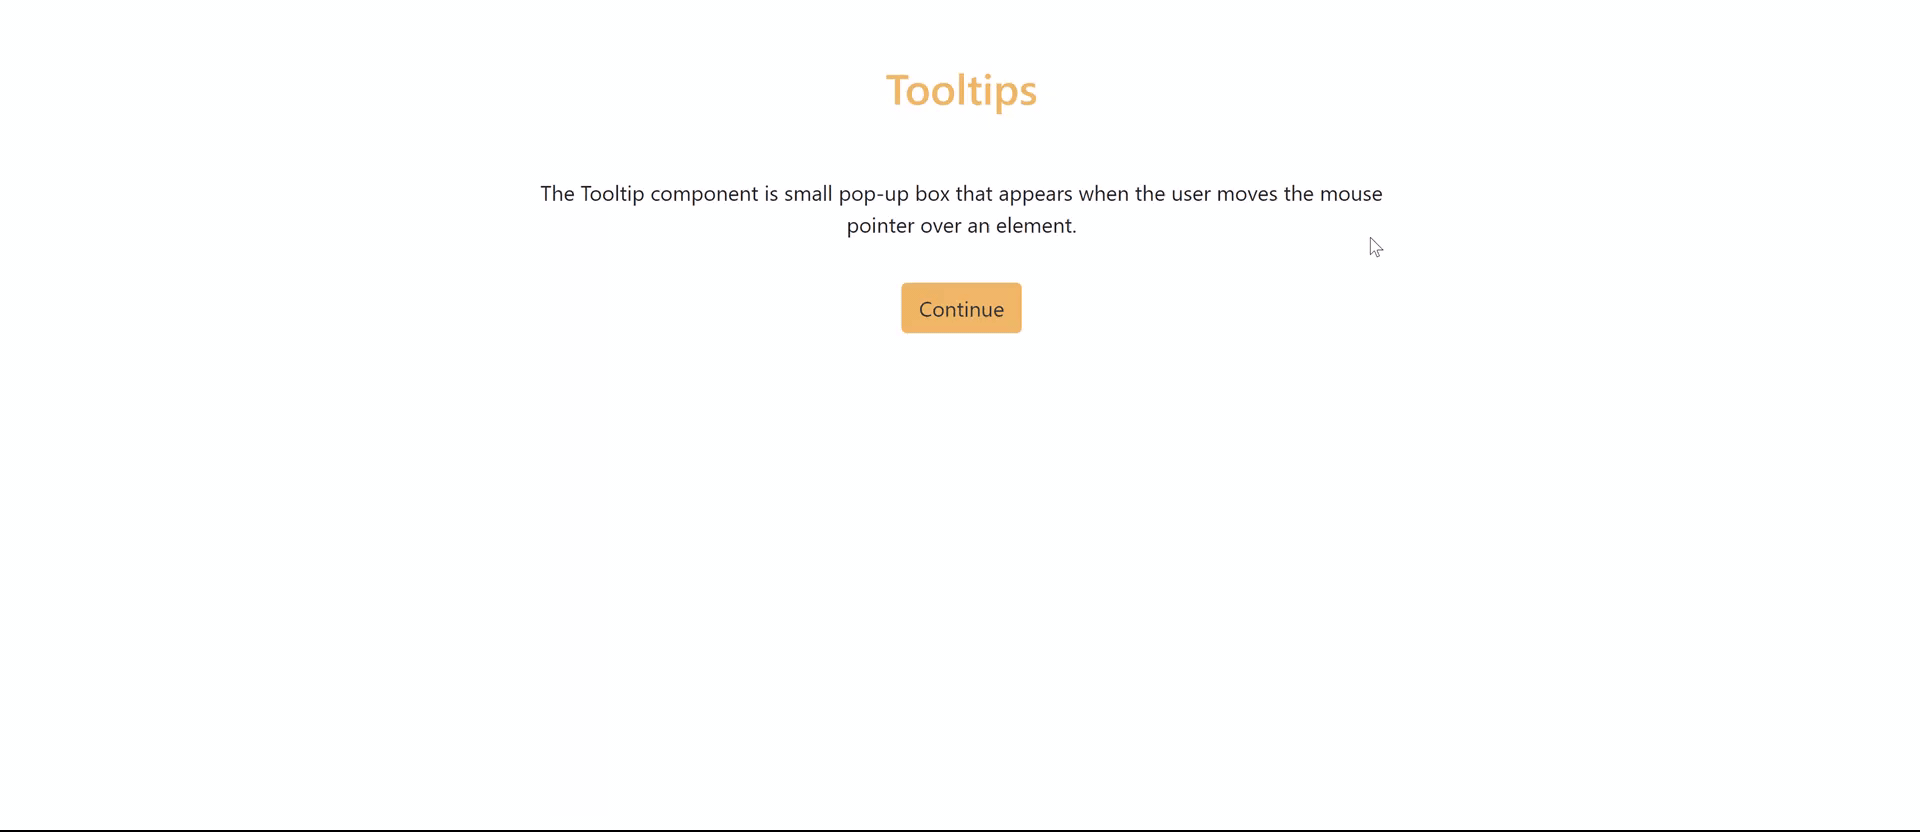 Tooltips
The Tooltip component is small pop-up box that appears when the user moves the mouse
pointer over an element.
Continue